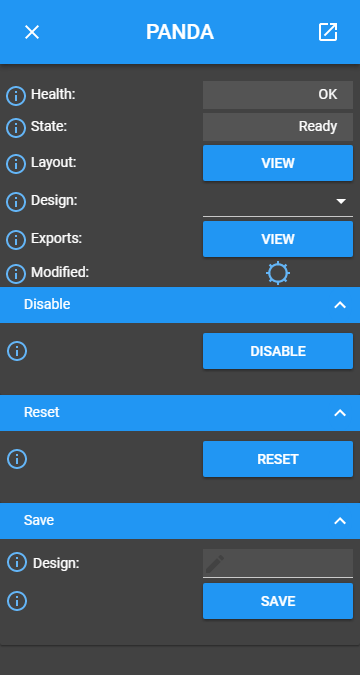 PANDA
Health: OK
State: Ready
Layout: VIEW
Design:
Exports: VIEW
Modified:
Disable
DISABLE
Reset
RESET
Save
Design:
SAVE